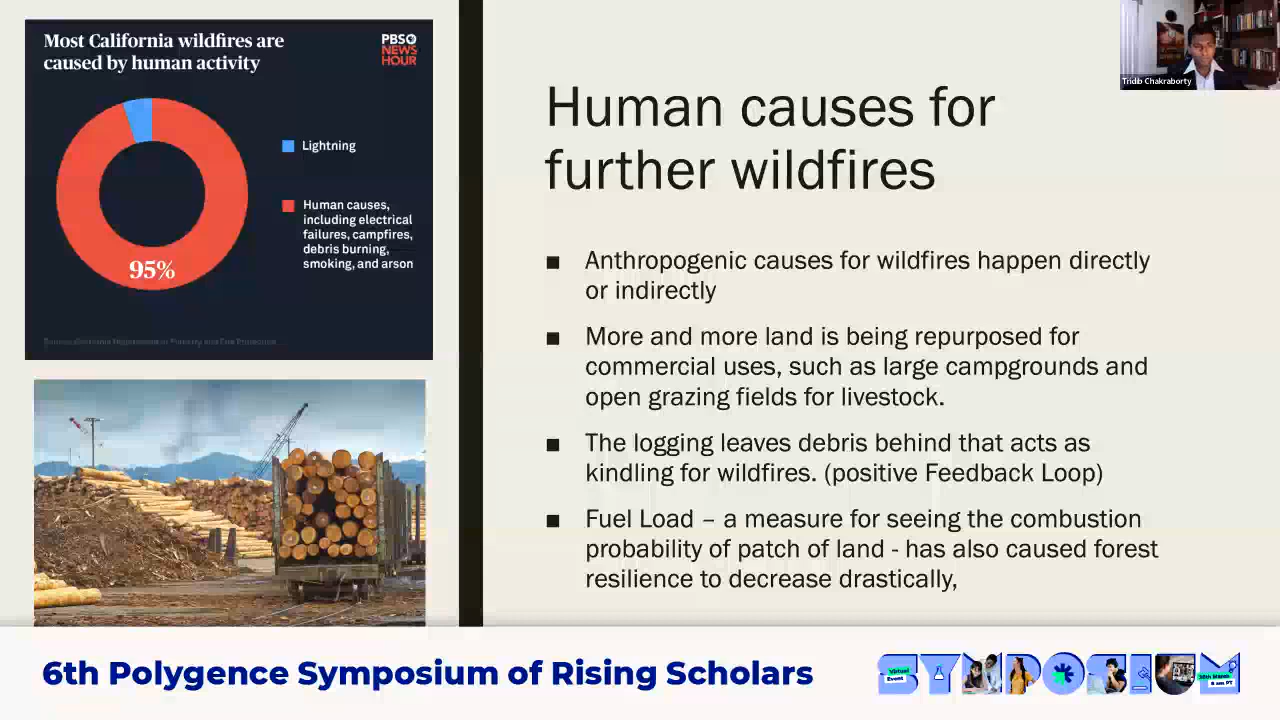 Most California wildfires are
caused by human activity
PBS
NEWS
HOUR
Lightning
Human causes,
including electrical
failures, campfires,
debris burning,
smoking, and arson
95%
Human causes for
further wildfires
■ Anthropogenic causes for wildfires happen directly
or indirectly
■ More and more land is being repurposed for
commercial uses, such as large campgrounds and
open grazing fields for livestock.
■ The logging leaves debris behind that acts as
kindling for wildfires. (positive Feedback Loop)
■ Fuel Load – a measure for seeing the combustion
probability of patch of land - has also caused forest
resilience to decrease drastically,
Tridib Chakraborty
6th Polygence Symposium of Rising Scholars
SYMPOSIUM
Virtual
Event